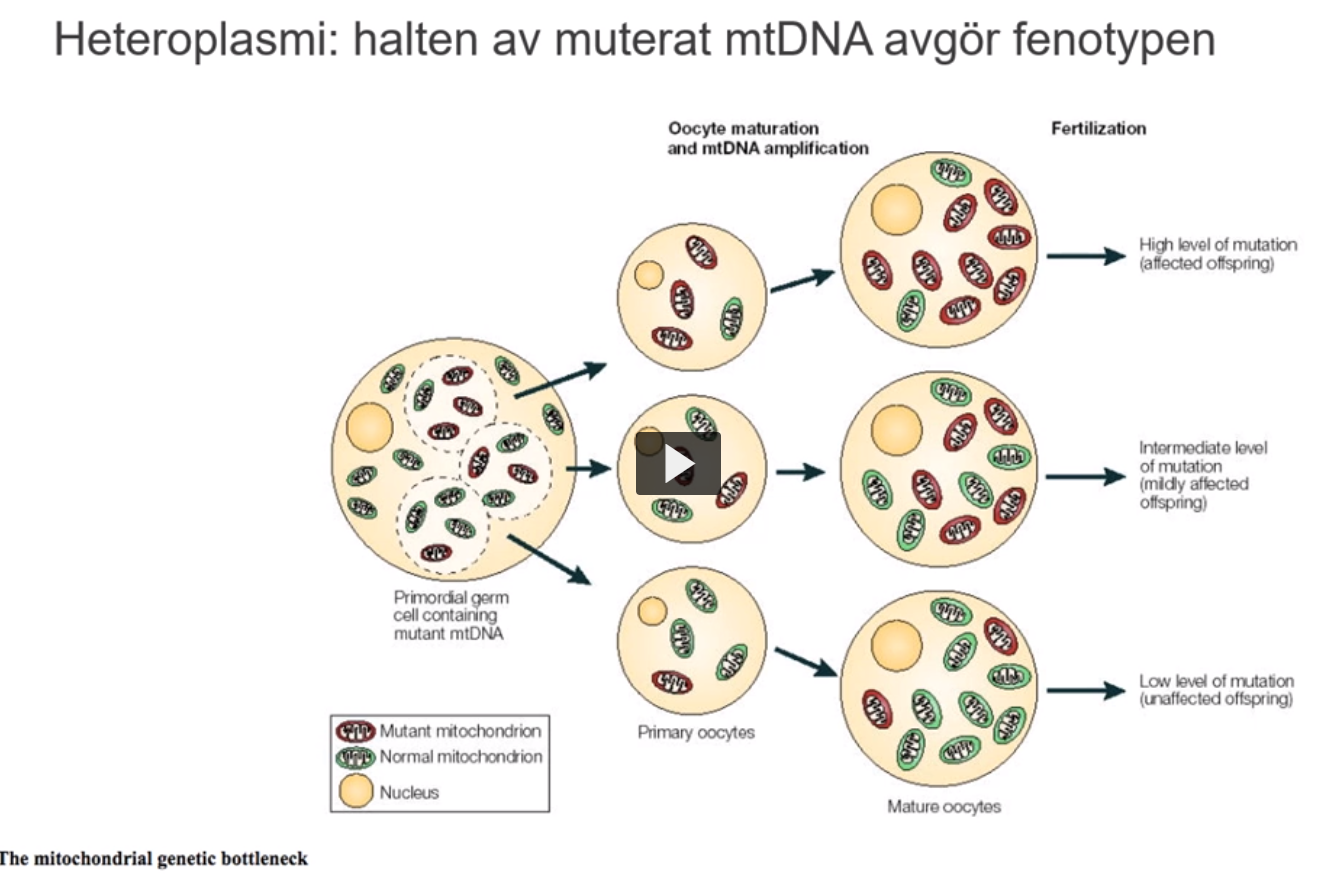 Heteroplasmi: halten av muterat mtDNA avgör fenotypen
Oocyte maturation
and mtDNA amplification
Fertilization
High level of mutation
(affected offspring)
Intermediate level
of mutation
(mildly affected
offspring)
Primordial germ
cell containing
mutant mtDNA
Low level of mutation
(unaffected offspring)
Mutant mitochondrion
Normal mitochondrion
Nucleus
Primary oocytes
Mature oocytes
The mitochondrial genetic bottleneck